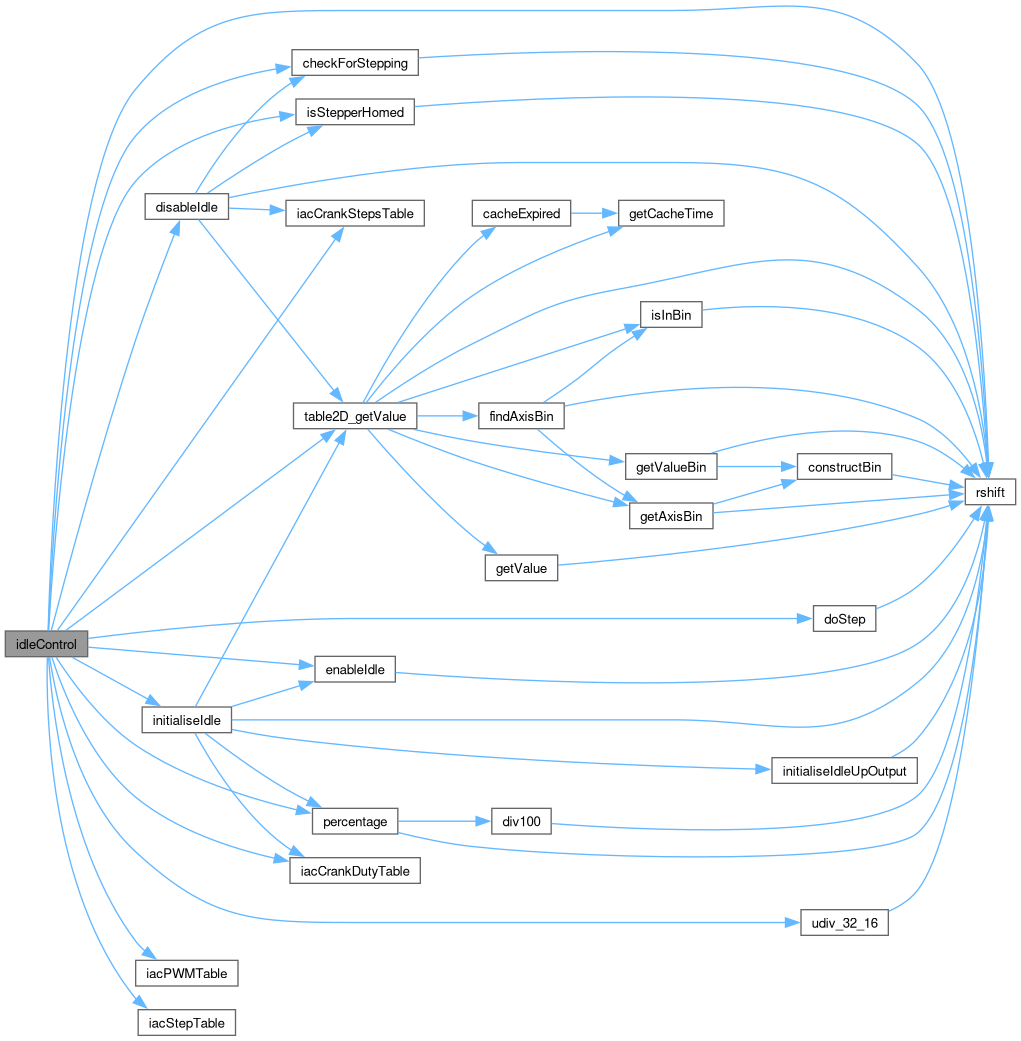 checkForStepping
isStepperHomed
disableIdle
iacCrankStepsTable
cacheExpired
getCacheTime
isInBin
table2D_getValue
findAxisBin
getValueBin
constructBin
rshift
getAxisBin
getValue
doStep
idleControl
enableIdle
initialiseIdle
initialiseIdleUpOutput
percentage
div100
iacCrankDutyTable
udiv_32_16
iacPWMTable
iacStepTable